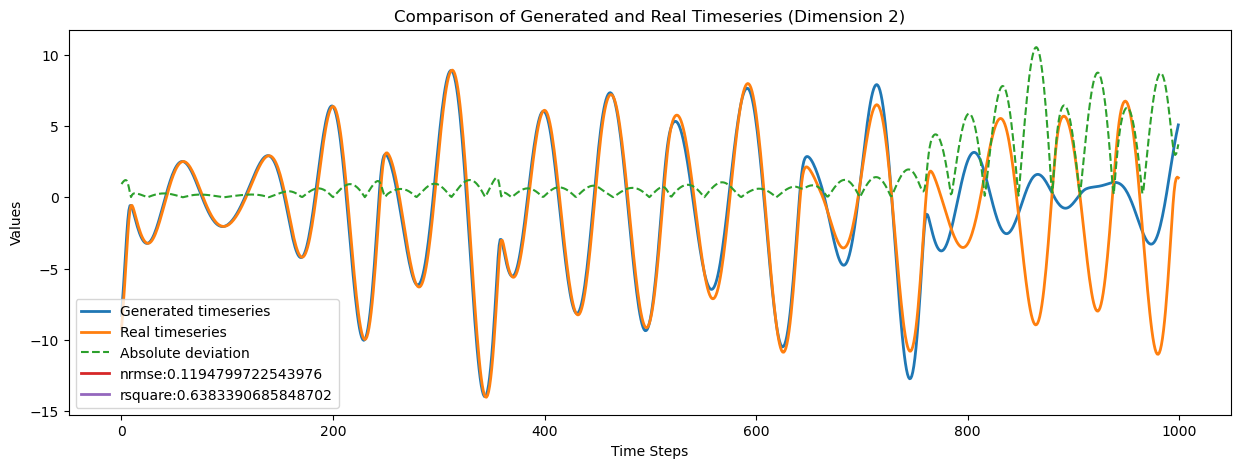 Comparison of Generated and Real Timeseries (Dimension 2)
Values
10
5
0
−5
−10
−15
Generated timeseries
Real timeseries
Absolute deviation
nrmse:0.1194799722543976
rsquare:0.6383390685848702
0
200
400
600
800
1000
Time Steps